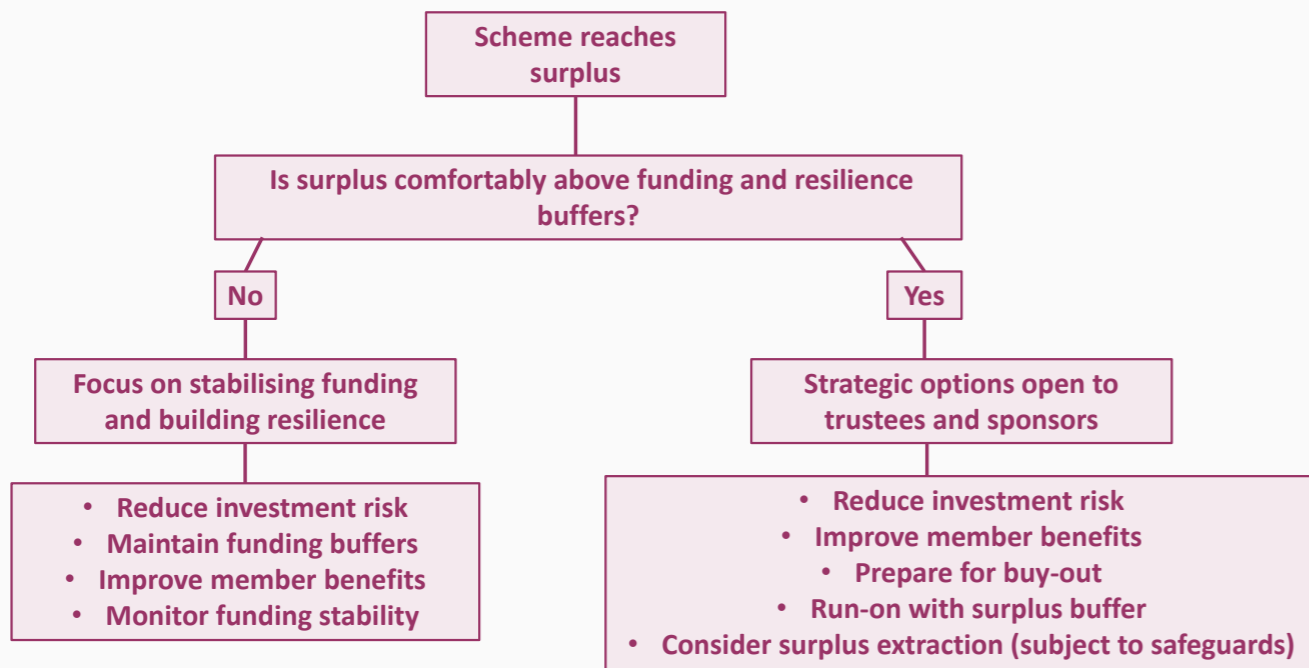 Scheme reaches
surplus
Is surplus comfortably above funding and resilience
buffers?
No
Yes
Focus on stabilising funding
and building resilience
Strategic options open to
trustees and sponsors
• Reduce investment risk
• Maintain funding buffers
• Improve member benefits
• Monitor funding stability
• Reduce investment risk
• Improve member benefits
• Prepare for buy-out
• Run-on with surplus buffer
• Consider surplus extraction (subject to safeguards)